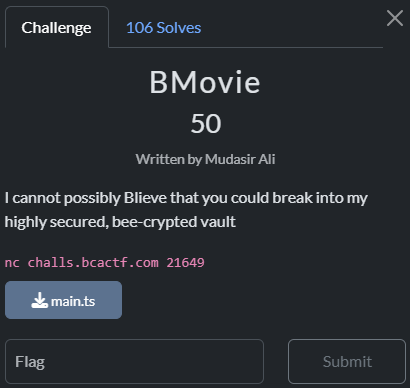 Challenge
106 Solves
BMovie
50
Written by Mudasir Ali
I cannot possibly Blieve that you could break into my
highly secured, bee-crypted vault
nc challs.bcactf.com 21649
main.ts
Flag
Submit